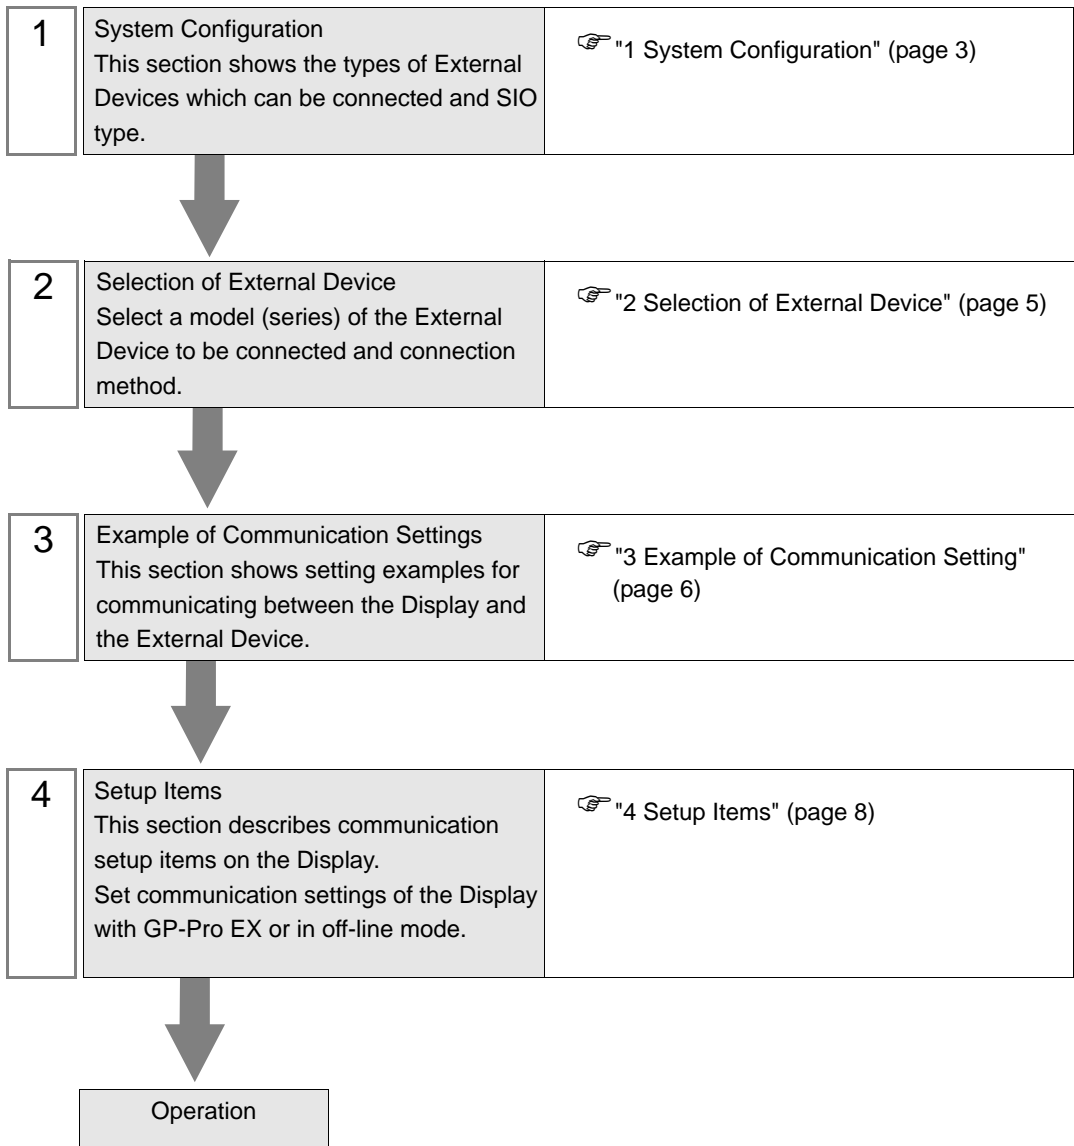 1
System Configuration
This section shows the types of External
Devices which can be connected and SIO
type.
"1 System Configuration" (page 3)
2
Selection of External Device
Select a model (series) of the External
Device to be connected and connection
method.
"2 Selection of External Device" (page 5)
3
Example of Communication Settings
This section shows setting examples for
communicating between the Display and
the External Device.
"3 Example of Communication Setting"
(page 6)
4
Setup Items
This section describes communication
setup items on the Display.
Set communication settings of the Display
with GP-Pro EX or in off-line mode.
"4 Setup Items" (page 8)
Operation